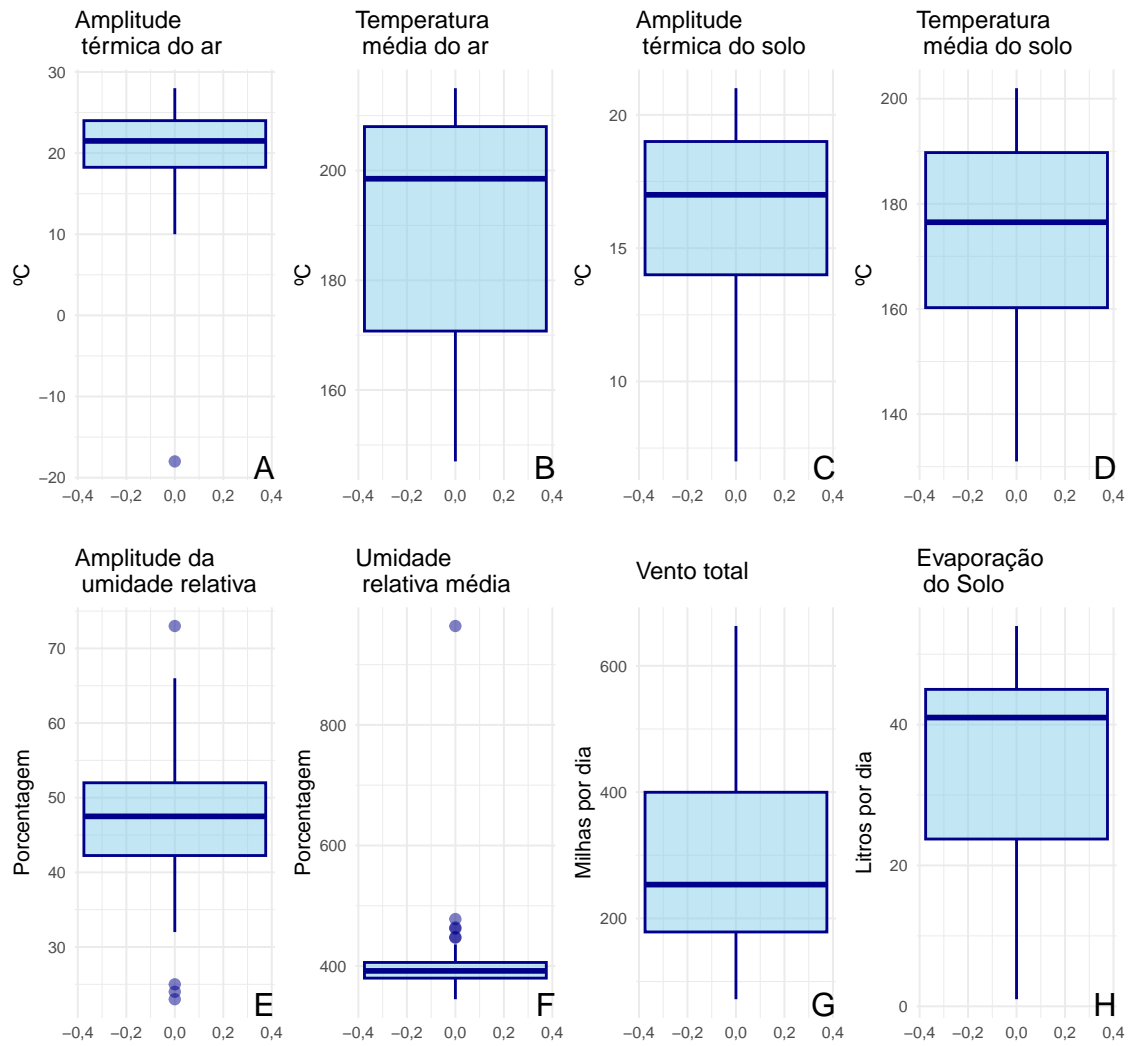 Amplitude
térmica do ar
Temperatura
média do ar
Amplitude
térmica do solo
Temperatura
média do solo
ºC
30
20
10
0
−10
−20
−0,4 −0,2 0,0 0,2 0,4
A
ºC
200
180
160
−0,4 −0,2 0,0 0,2 0,4
B
ºC
20
15
10
−0,4 −0,2 0,0 0,2 0,4
C
ºC
200
180
160
140
−0,4 −0,2 0,0 0,2 0,4
D
Amplitude da
umidade relativa
Umidade
relativa média
Vento total
Evaporação
do Solo
Porcentagem
70
60
50
40
30
−0,4 −0,2 0,0 0,2 0,4
E
Porcentagem
800
600
400
−0,4 −0,2 0,0 0,2 0,4
F
Milhas por dia
600
400
200
−0,4 −0,2 0,0 0,2 0,4
G
Litros por dia
40
20
0
−0,4 −0,2 0,0 0,2 0,4
H